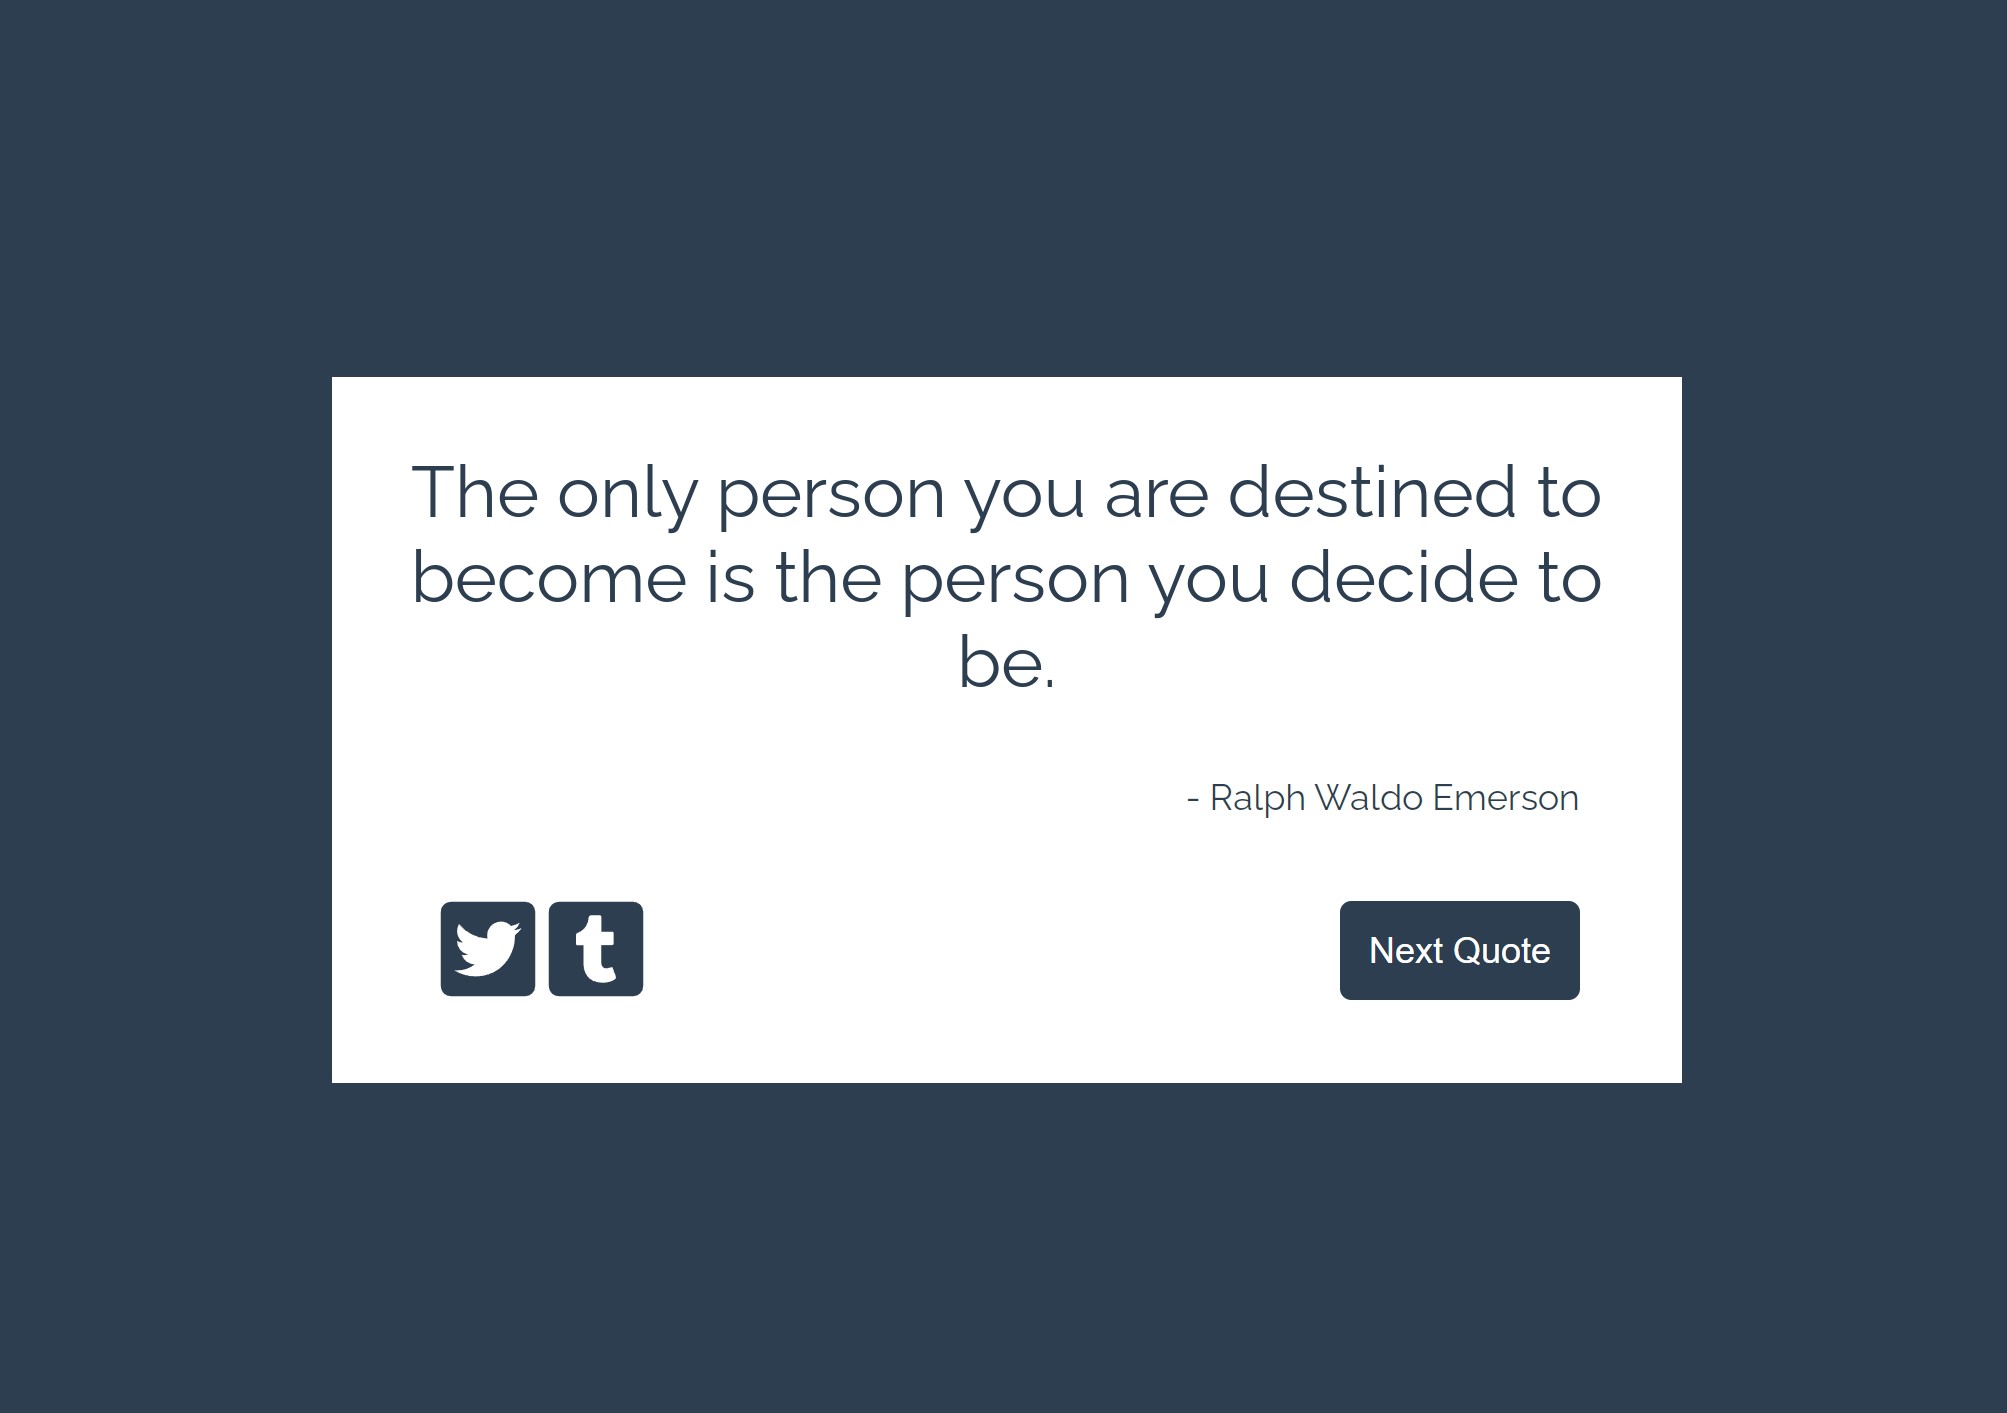 The only person you are destined to
become is the person you decide to
be.
- Ralph Waldo Emerson
t
Next Quote